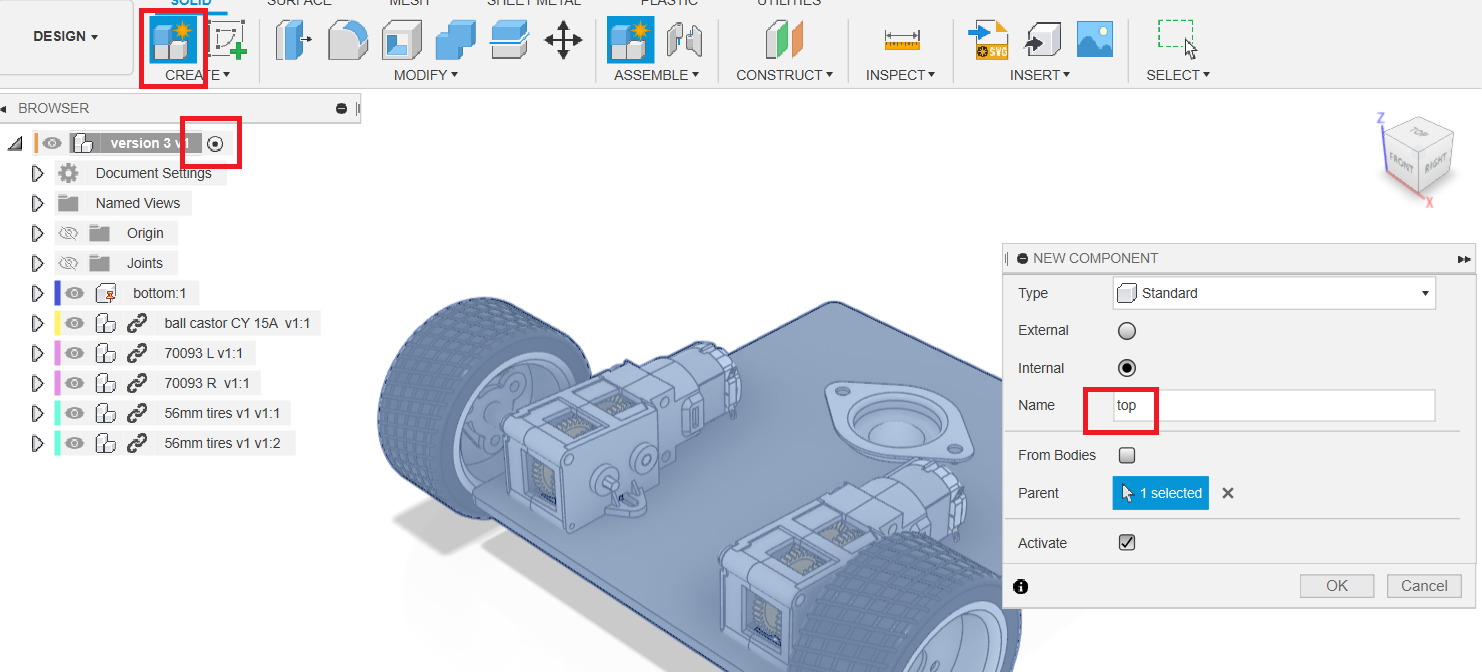 SOLID SURFACE MESH SHEET METAL PLASTIC UTILITIES
DESIGN
SVG
CREATE MODIFY ASSEMBLE CONSTRUCT INSPECT INSERT SELECT
BROWSER
version 3 v1
Document Settings
Named Views
Origin
Joints
bottom:1
ball castor CY 15A v1:1
70093 L v1:1
70093 R v1:1
56mm tires v1 v1:1
56mm tires v1 v1:2
Z
TOP
FRONT RIGHT
X
NEW COMPONENT
Type Standard
External
Internal
Name top
From Bodies
Parent 1 selected
Activate
OK Cancel